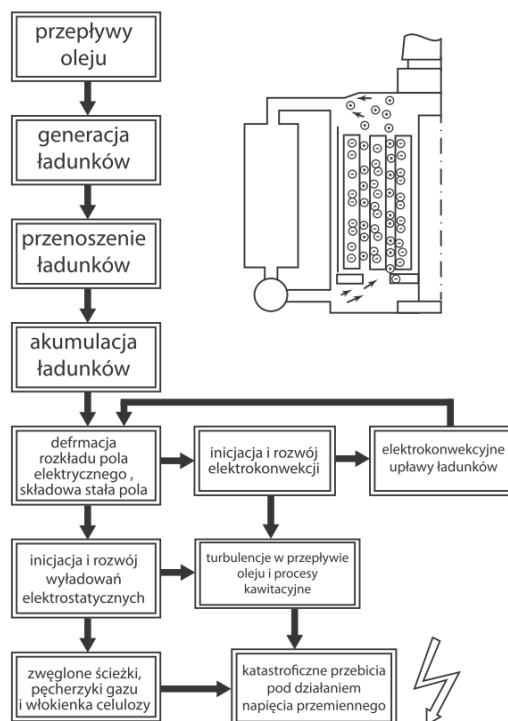 przepływy
oleju
generacja
ładunków
przenoszenie
ładunków
akumulacja
ładunków
defrmacja
rozkładu pola
elektrycznego ,
składowa stała pola
inicjacja i rozwój
elektrokonwekcji
elektrokonwekcyjne
upływy ładunków
inicjacja i rozwój
wyładowań
elektrostatycznych
turbulencje w przepływie
oleju i procesy
kawitacyjne
zwęglone ścieżki,
pęcherzyki gazu
i włókienka celulozy
katastroficzne przebicia
pod działaniem
napięcia przemiennego